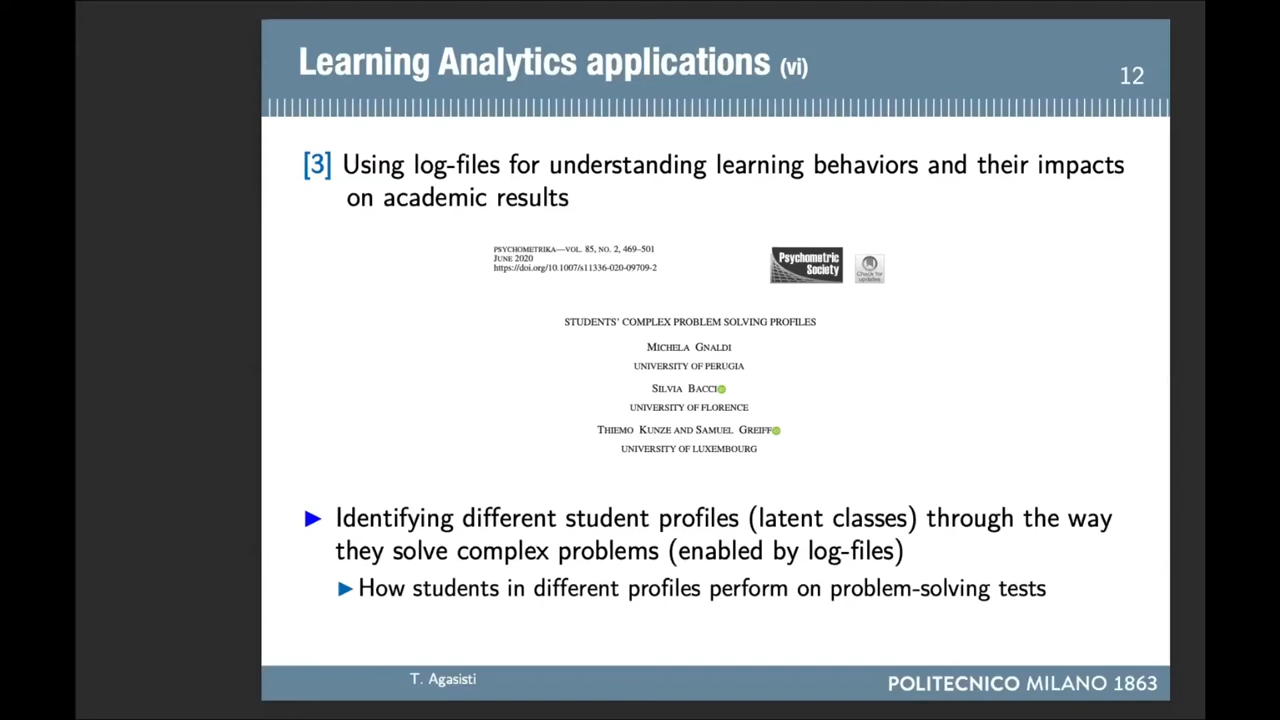 Learning Analytics applications (vi)
12
[3] Using log-files for understanding learning behaviors and their impacts
on academic results
PSYCHOMETRIKA—VOL. 85, NO. 2, 469–501
JUNE 2020
https://doi.org/10.1007/s11336-020-09709-2
Psychometric
Society
Check for
updates
STUDENTS' COMPLEX PROBLEM SOLVING PROFILES
MICHELA GNALDI
UNIVERSITY OF PERUGIA
SILVIA BACCI
UNIVERSITY OF FLORENCE
THIEMO KUNZE AND SAMUEL GREIFF
UNIVERSITY OF LUXEMBOURG
Identifying different student profiles (latent classes) through the way
they solve complex problems (enabled by log-files)
How students in different profiles perform on problem-solving tests
T. Agasisti
POLITECNICO MILANO 1863